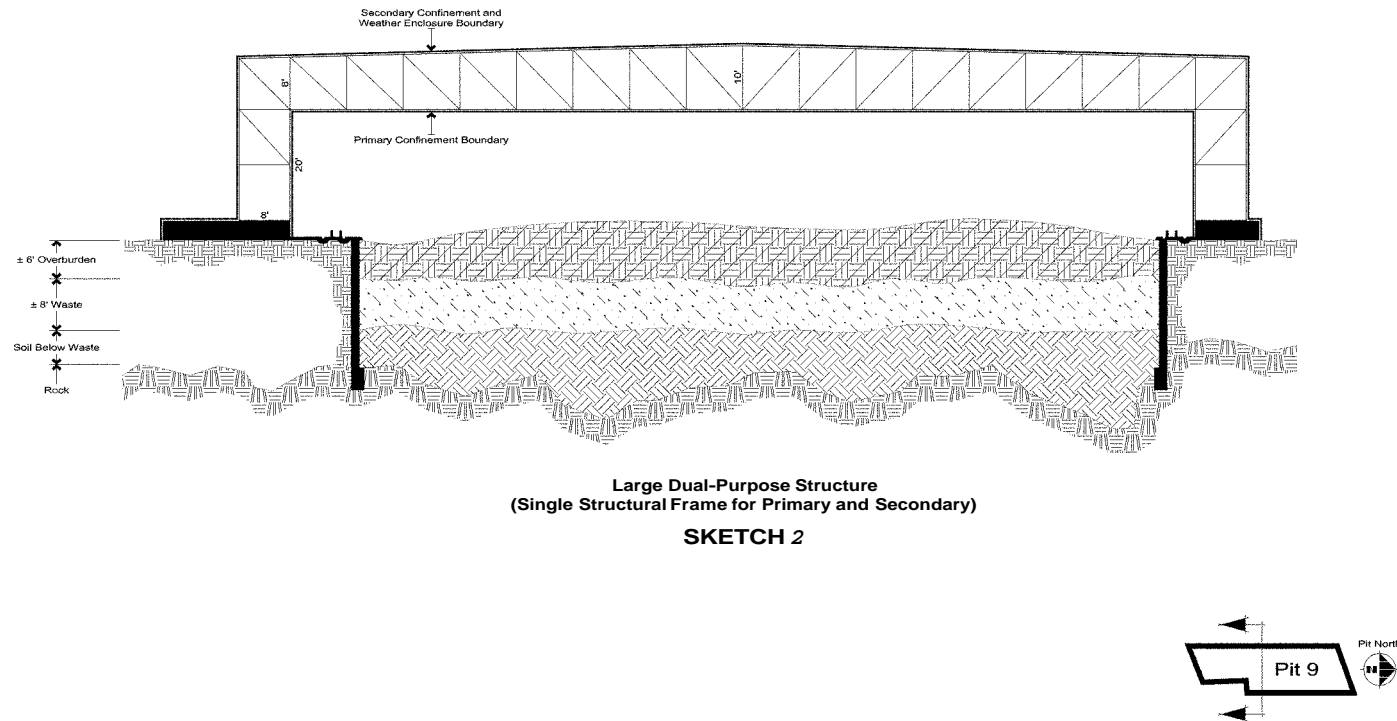 Secondary Confinement and
Weather Enclosure Boundary
8'
10'
Primary Confinement Boundary
20'
8'
± 6' Overburden
± 8' Waste
Soil Below Waste
Rock
Large Dual-Purpose Structure
(Single Structural Frame for Primary and Secondary)
SKETCH 2
Pit North
Pit 9
N